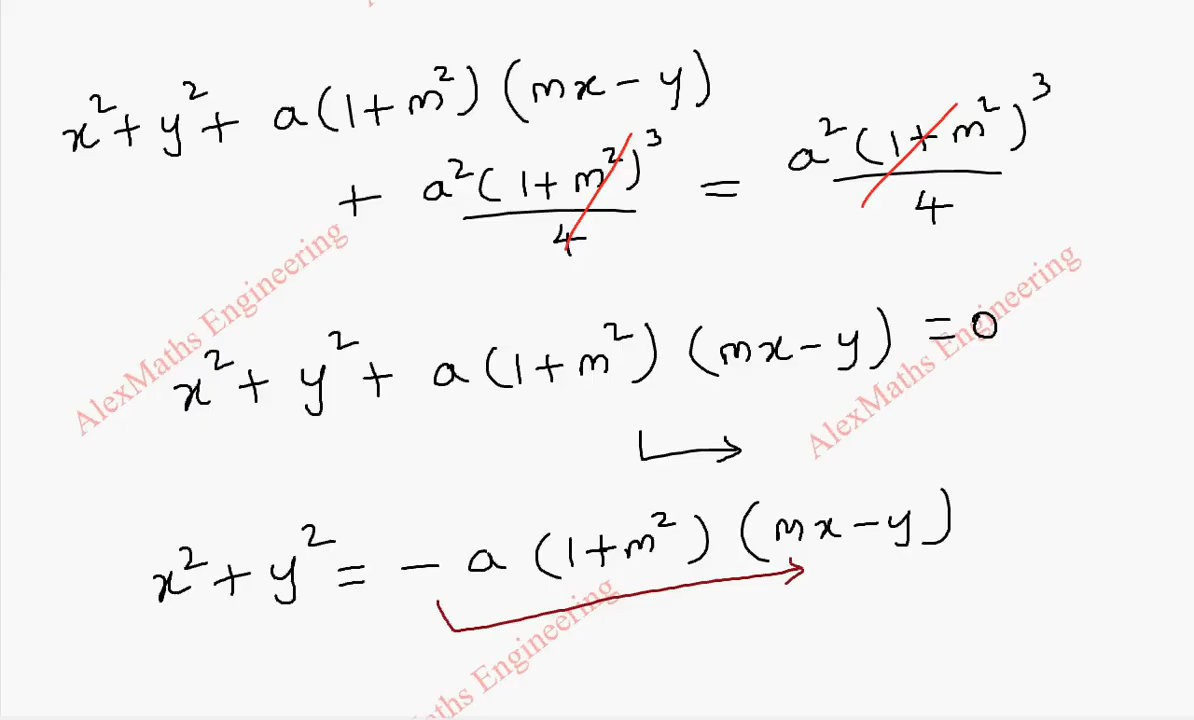 x² + y² + a(1+m²)(mx-y)
+ a²(1+m²)³/4 = a²(1+m²)³/4
x² + y² + a(1+m²)(mx-y) = 0
x² + y² = -a(1+m²)(mx-y)
AlexMaths Engineering
AlexMaths Engineering
AlexMaths Engineering